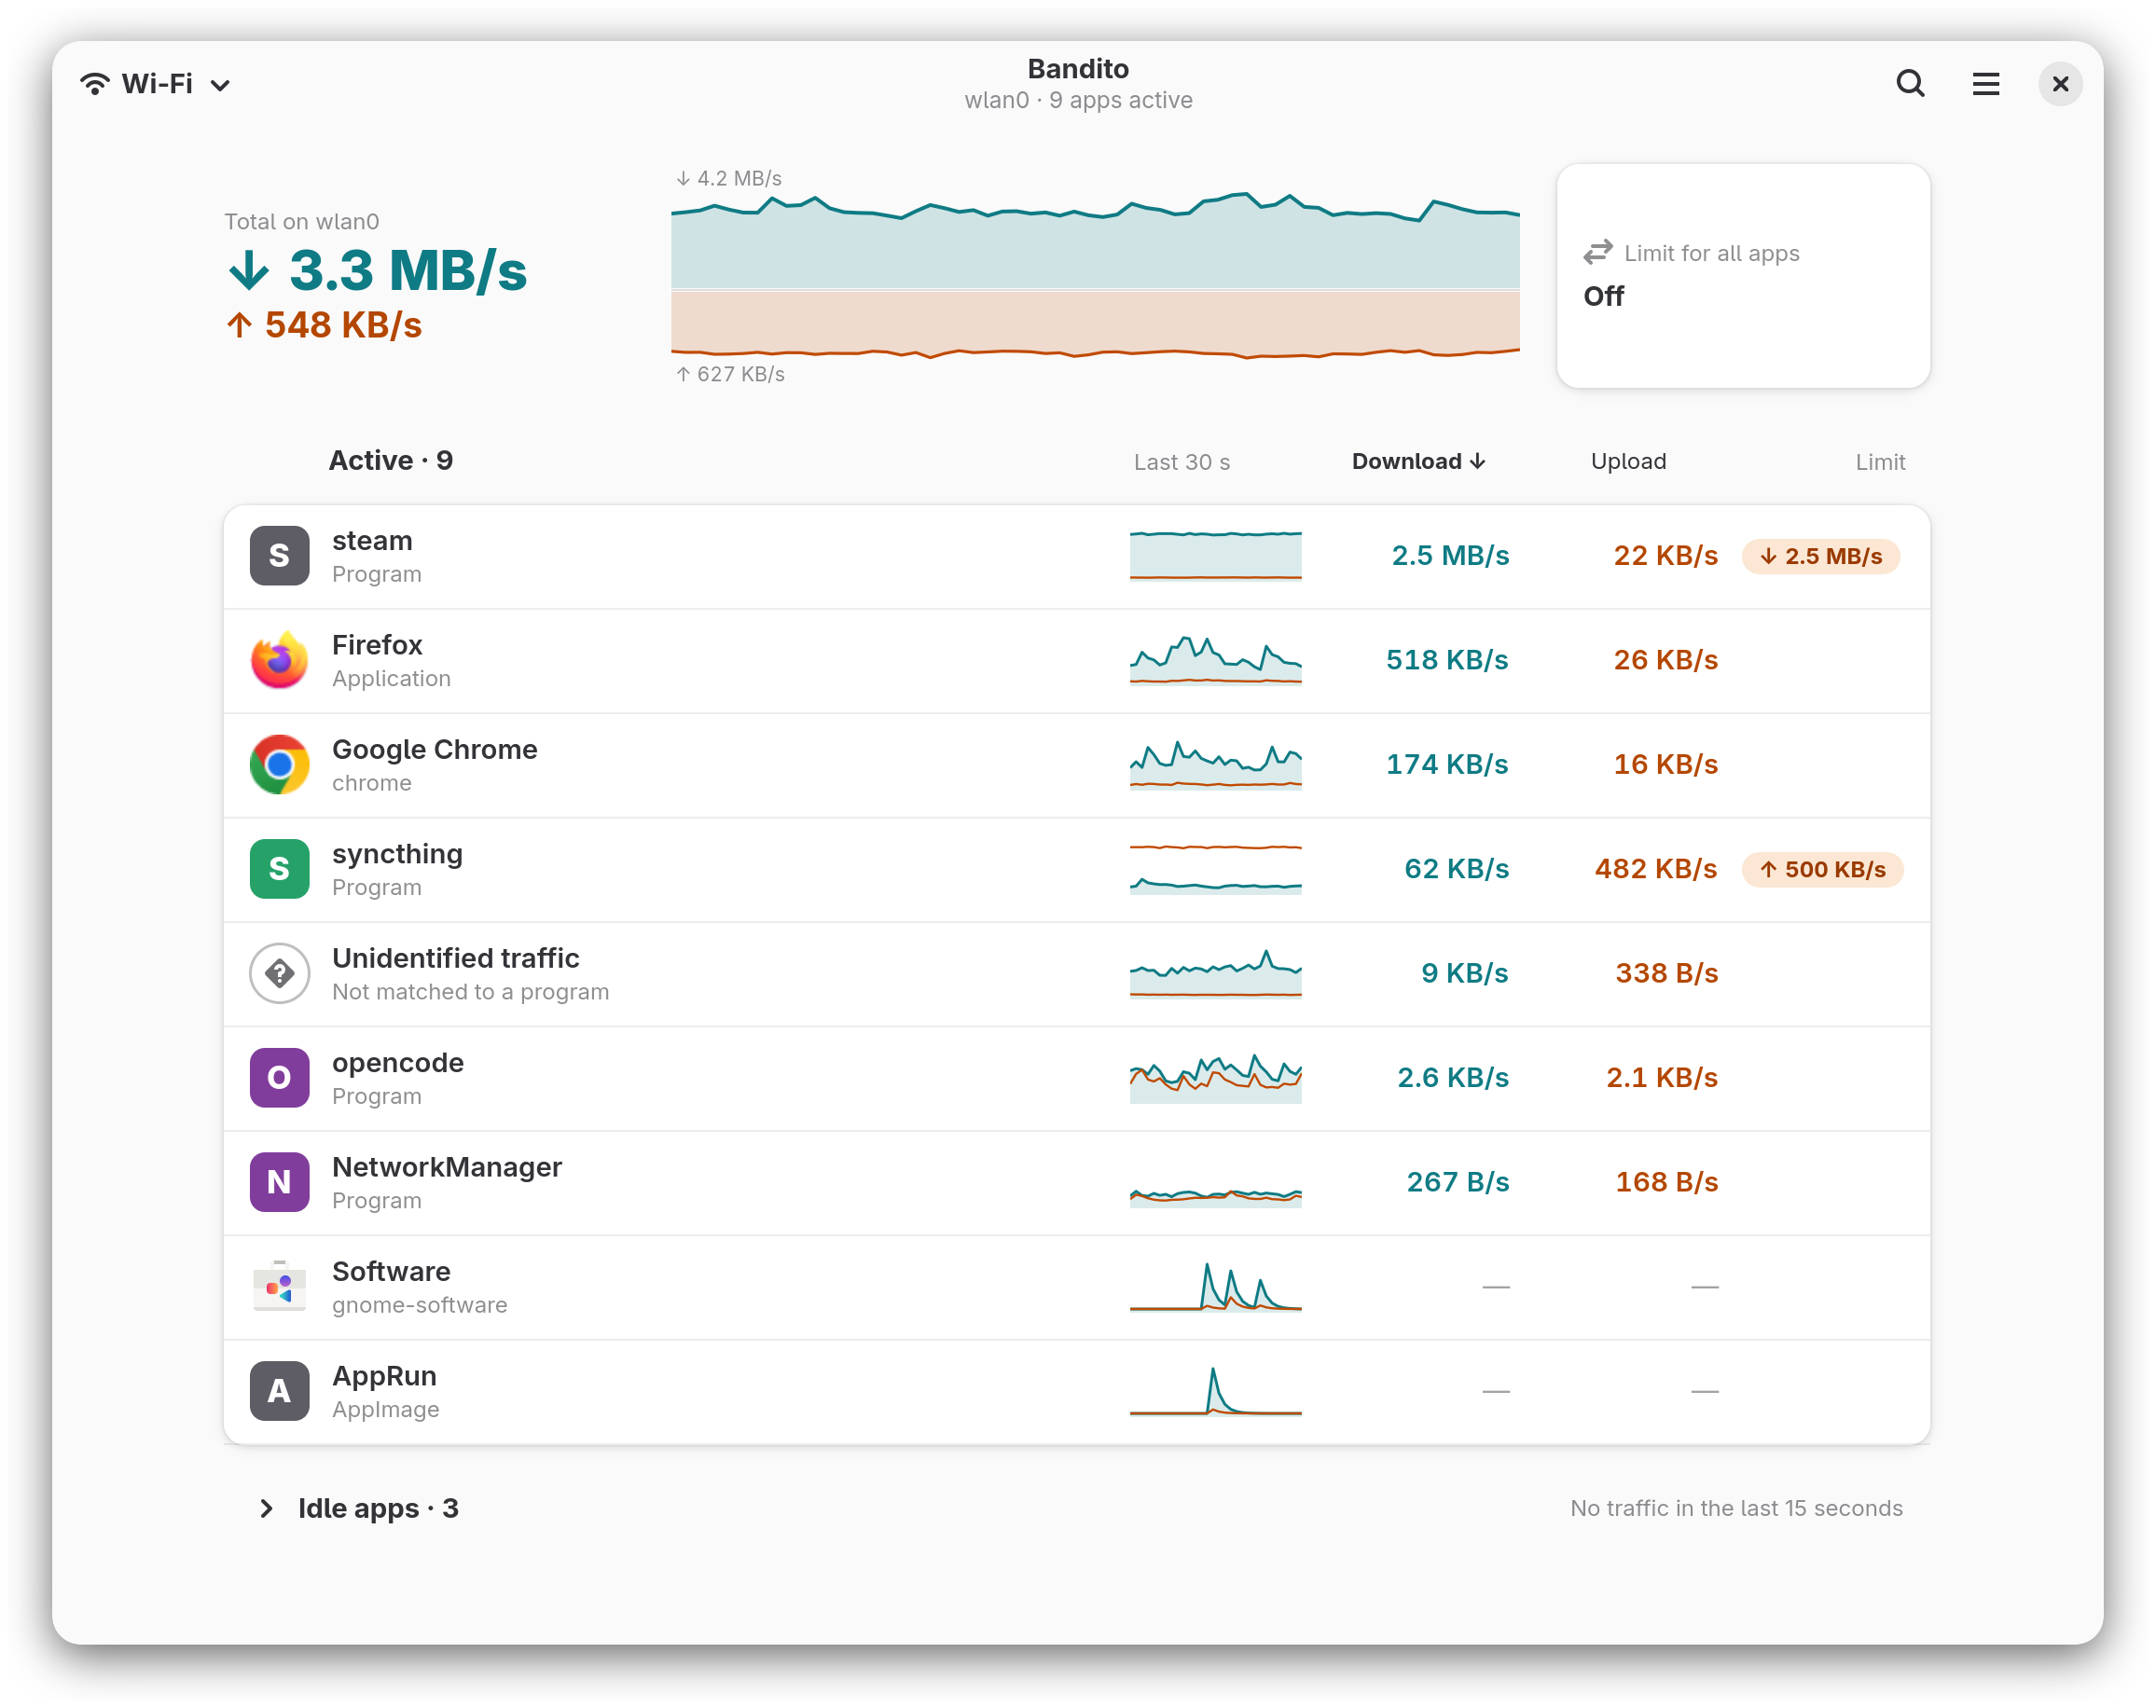 Wi-Fi
Bandito
wlan0 · 9 apps active
Total on wlan0
↓ 3.3 MB/s
↑ 548 KB/s
↓ 4.2 MB/s
↑ 627 KB/s
Limit for all apps
Off
Active · 9 Last 30 s Download ↓ Upload Limit
S steam 2.5 MB/s 22 KB/s ↓ 2.5 MB/s
Program
Firefox 518 KB/s 26 KB/s
Application
Google Chrome 174 KB/s 16 KB/s
chrome
S syncthing 62 KB/s 482 KB/s ↑ 500 KB/s
Program
? Unidentified traffic 9 KB/s 338 B/s
Not matched to a program
O opencode 2.6 KB/s 2.1 KB/s
Program
N NetworkManager 267 B/s 168 B/s
Program
Software — —
gnome-software
A AppRun — —
AppImage
Idle apps · 3 No traffic in the last 15 seconds